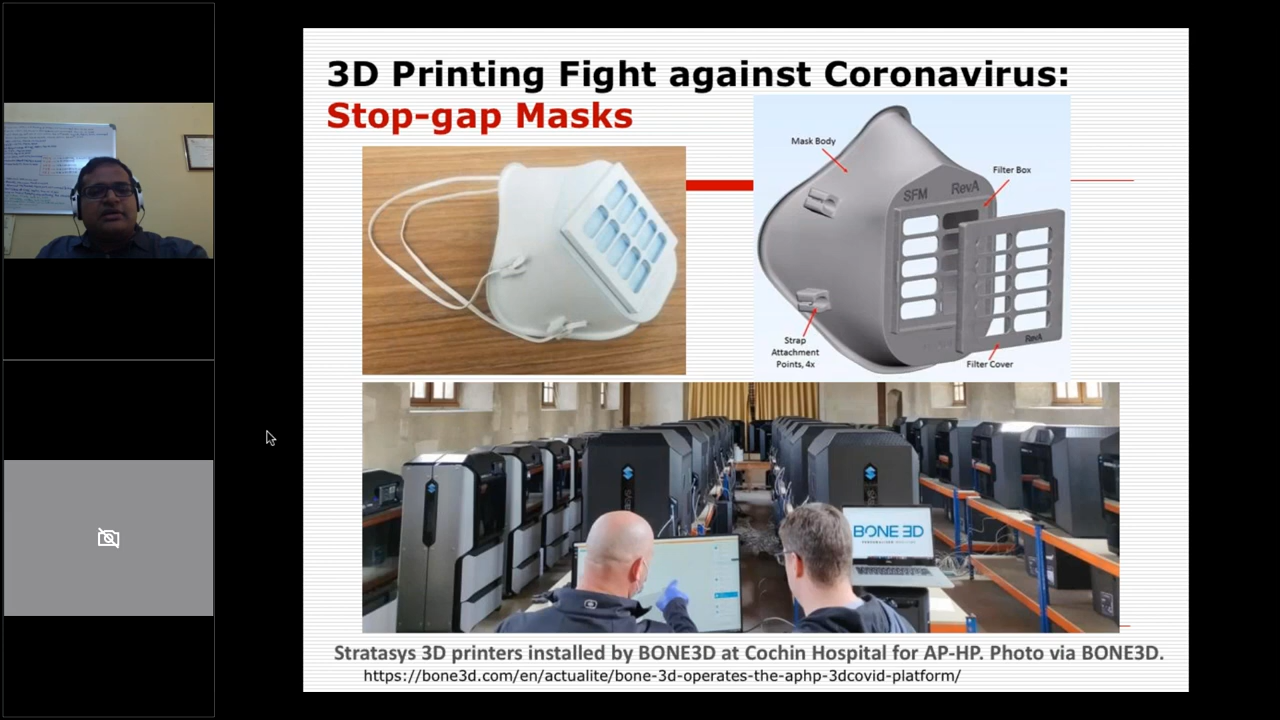 3D Printing Fight against Coronavirus:
Stop-gap Masks
Mask Body
Filter Box
SFM RevA
Strap
Attachment
Points, 4x
RevA
Filter Cover
BONE 3D
Stratasys 3D printers installed by BONE3D at Cochin Hospital for AP-HP. Photo via BONE3D.
https://bone3d.com/en/actualite/bone-3d-operates-the-aphp-3dcovid-platform/